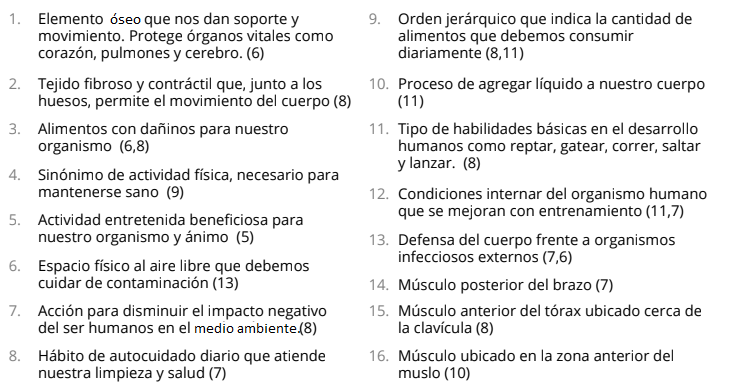 1. Elemento óseo que nos dan soporte y
movimiento. Protege órganos vitales como
corazón, pulmones y cerebro. (6)
2. Tejido fibroso y contráctil que, junto a los
huesos, permite el movimiento del cuerpo (8)
3. Alimentos con dañinos para nuestro
organismo (6,8)
4. Sinónimo de actividad física, necesario para
mantenerse sano (9)
5. Actividad entretenida beneficiosa para
nuestro organismo y ánimo (5)
6. Espacio físico al aire libre que debemos
cuidar de contaminación (13)
7. Acción para disminuir el impacto negativo
del ser humanos en el medio ambiente.(8)
8. Hábito de autocuidado diario que atiende
nuestra limpieza y salud (7)
9. Orden jerárquico que indica la cantidad de
alimentos que debemos consumir
diariamente (8,11)
10. Proceso de agregar líquido a nuestro cuerpo
(11)
11. Tipo de habilidades básicas en el desarrollo
humanos como reptar, gatear, correr, saltar
y lanzar. (8)
12. Condiciones internar del organismo humano
que se mejoran con entrenamiento (11,7)
13. Defensa del cuerpo frente a organismos
infecciosos externos (7,6)
14. Músculo posterior del brazo (7)
15. Músculo anterior del tórax ubicado cerca de
la clavícula (8)
16. Músculo ubicado en la zona anterior del
muslo (10)